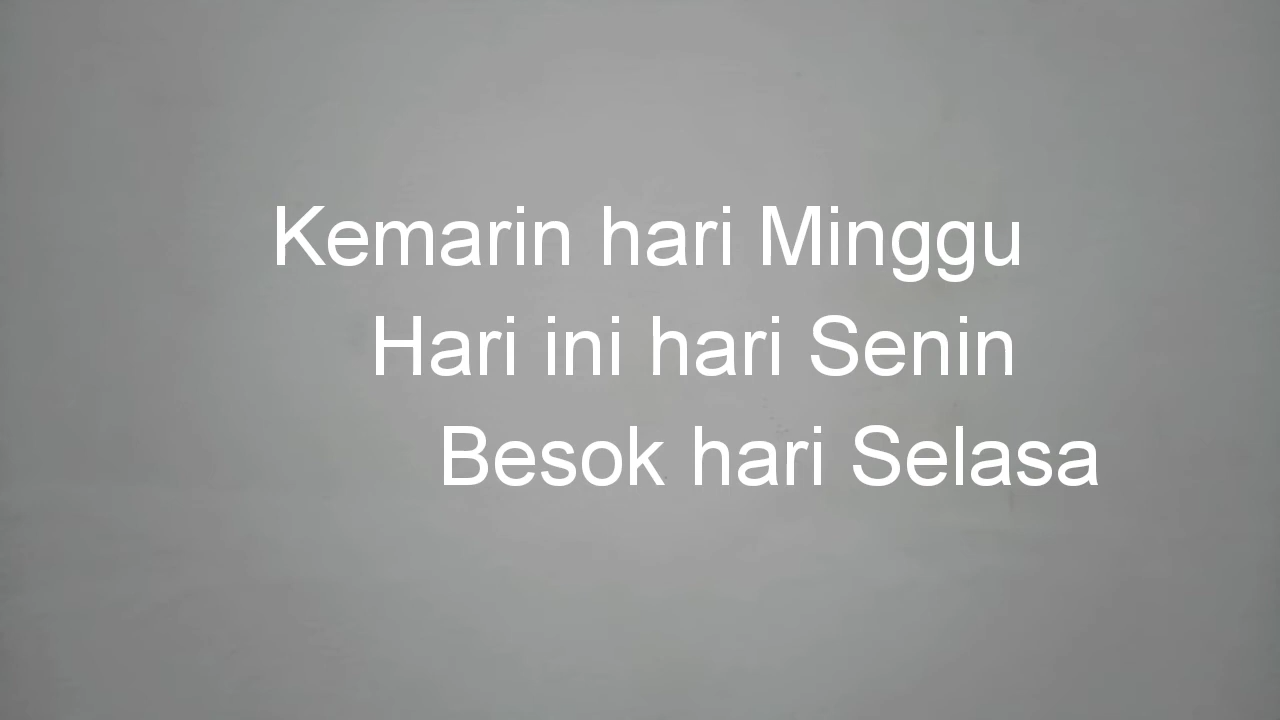 Kemarin hari Minggu
Hari ini hari Senin
Besok hari Selasa